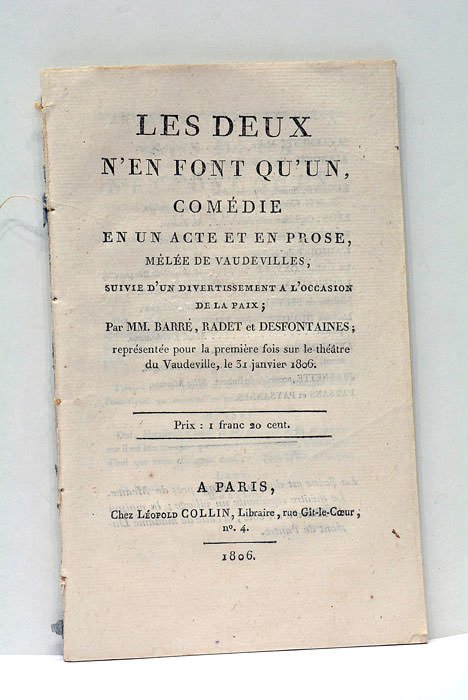 LES DEUX
N'EN FONT QU'UN,
COMÉDIE
EN UN ACTE ET EN PROSE,
MÊLÉE DE VAUDEVILLES,
SUIVIE D'UN DIVERTISSEMENT A L'OCCASION
DE LA PAIX;
Par MM. BARRÉ, RADET et DESFONTAINES;
représentée pour la première fois sur le théâtre
du Vaudeville, le 31 janvier 1806.
Prix : 1 franc 20 cent.
A PARIS,
Chez LÉOPOLD COLLIN, Libraire, rue Gît-le-Cœur,
n°. 4.
1806.